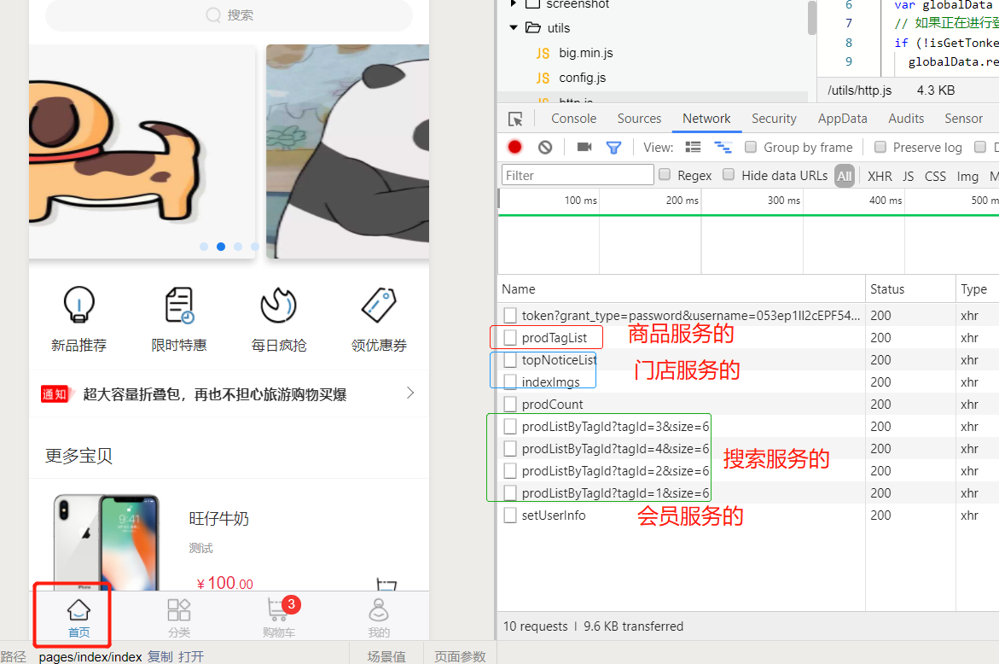 搜索
新品推荐
限时特惠
每日疯抢
领优惠券
通知 超大容量折叠包，再也不担心旅游购物买爆
更多宝贝
9:41
iPhone
旺仔牛奶
测试
¥100.00
首页
分类
购物车
3
我的
路径 pages/index/index 复制 打开
场景值
页面参数
screenshot
utils
JS big.min.js
JS config.js
JS http.js
6 var globalData
7 // 如果正在进行登
8 if (!isGetTonke
9 globalData.re
/utils/http.js 4.3 KB
Console Sources Network Security AppData Audits Sensor
View: Group by frame Preserve log D
Filter Regex Hide data URLs All XHR JS CSS Img M
100 ms 200 ms 300 ms 400 ms 500 m
Name Status Type
token?grant_type=password&username=053ep1II2cEPF54... 200 xhr
prodTagList 200 xhr
商品服务的
topNoticeList 200 xhr
门店服务的
indexImgs 200 xhr
prodCount 200 xhr
prodListByTagId?tagId=3&size=6 200 xhr
prodListByTagId?tagId=4&size=6 200 xhr
搜索服务的
prodListByTagId?tagId=2&size=6 200 xhr
prodListByTagId?tagId=1&size=6 200 xhr
setUserInfo 200 xhr
会员服务的
10 requests | 9.6 KB transferred